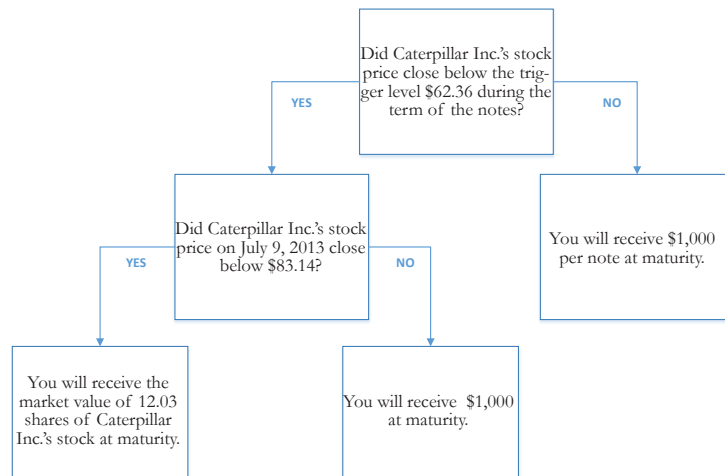 Did Caterpillar Inc.'s stock
price close below the trig-
ger level $62.36 during the
term of the notes?
YES
NO
Did Caterpillar Inc.'s stock
price on July 9, 2013 close
below $83.14?
You will receive $1,000
per note at maturity.
YES
NO
You will receive the
market value of 12.03
shares of Caterpillar
Inc.'s stock at maturity.
You will receive $1,000
at maturity.